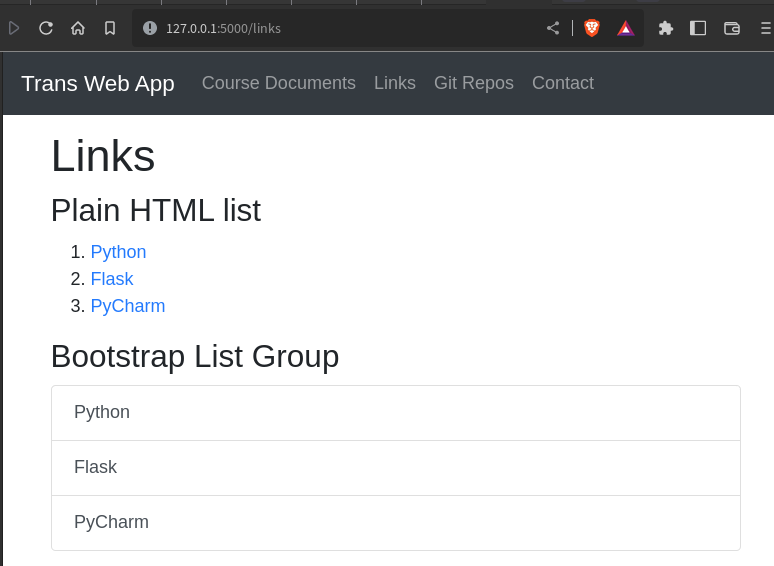 127.0.0.1:5000/links
Trans Web App Course Documents Links Git Repos Contact
Links
Plain HTML list
1. Python
2. Flask
3. PyCharm
Bootstrap List Group
Python
Flask
PyCharm